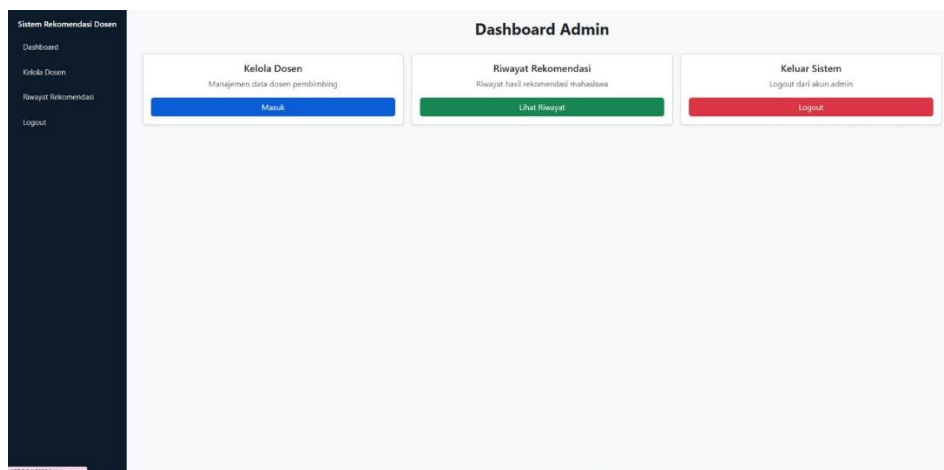 Sistem Rekomendasi Dosen
Dashboard
Kelola Dosen
Riwayat Rekomendasi
Logout
Dashboard Admin
Kelola Dosen
Manajemen data dosen pembimbing
Masuk
Riwayat Rekomendasi
Riwayat hasil rekomendasi mahasiswa
Lihat Riwayat
Keluar Sistem
Logout dari akun admin
Logout